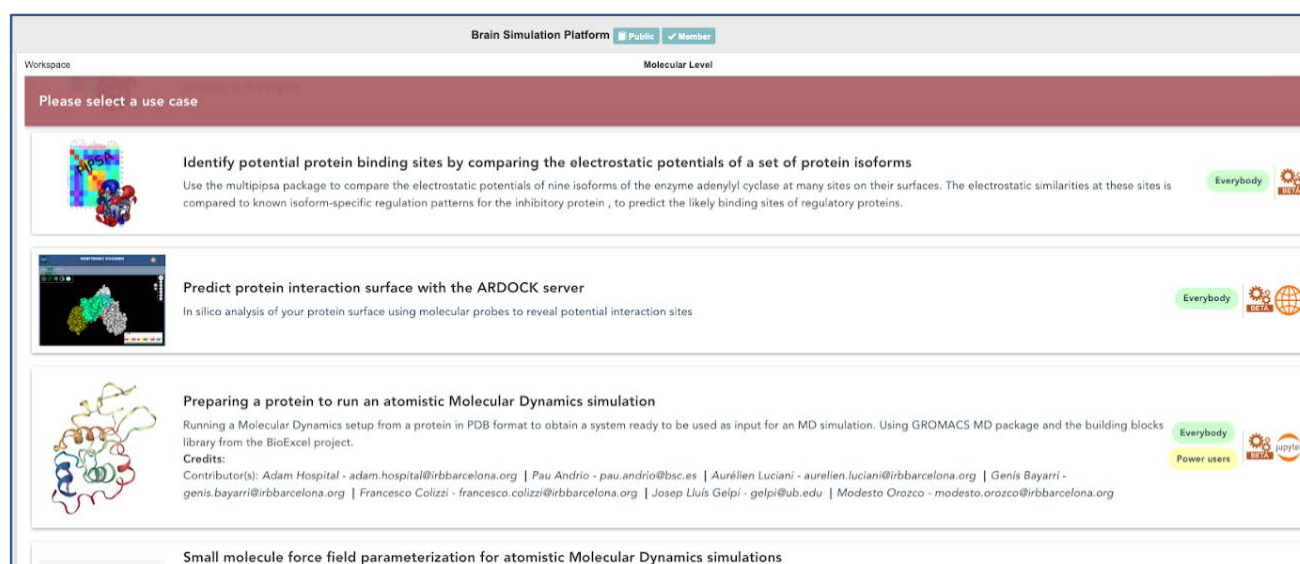 Brain Simulation Platform Public Member
Workspace
Molecular Level
Please select a use case
PIPSA
Identify potential protein binding sites by comparing the electrostatic potentials of a set of protein isoforms
Use the multipipsa package to compare the electrostatic potentials of nine isoforms of the enzyme adenylyl cyclase at many sites on their surfaces. The electrostatic similarities at these sites is
compared to known isoform-specific regulation patterns for the inhibitory protein , to predict the likely binding sites of regulatory proteins.
Everybody
BETA
Predict protein interaction surface with the ARDOCK server
In silico analysis of your protein surface using molecular probes to reveal potential interaction sites
Everybody
BETA
Preparing a protein to run an atomistic Molecular Dynamics simulation
Running a Molecular Dynamics setup from a protein in PDB format to obtain a system ready to be used as input for an MD simulation. Using GROMACS MD package and the building blocks
library from the BioExcel project.
Credits:
Contributor(s): Adam Hospital - adam.hospital@irbbarcelona.org | Pau Andrio - pau.andrio@bsc.es | Aurélien Luciani - aurelien.luciani@irbbarcelona.org | Genís Bayarri -
genis.bayarri@irbbarcelona.org | Francesco Colizzi - francesco.colizzi@irbbarcelona.org | Josep Lluís Gelpí - gelpi@ub.edu | Modesto Orozco - modesto.orozco@irbbarcelona.org
Everybody
Power users
BETA
jupyte
Small molecule force field parameterization for atomistic Molecular Dynamics simulations